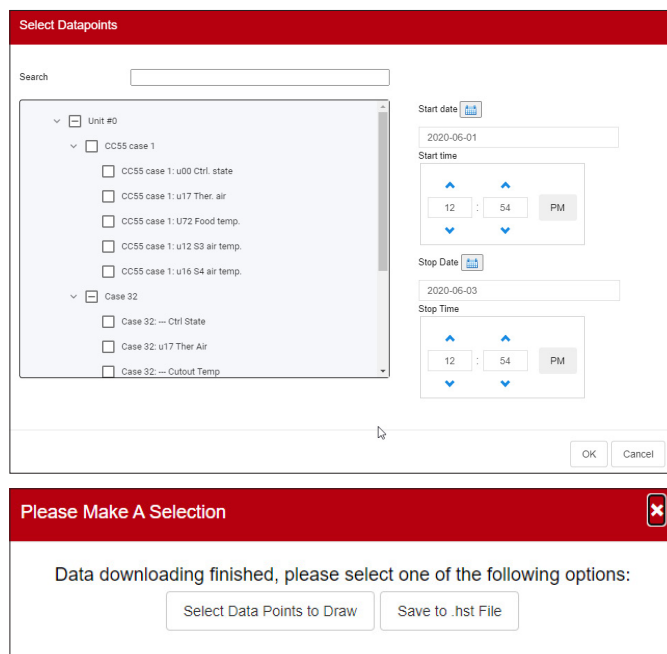 Select Datapoints
Search
Unit #0
CC55 case 1
CC55 case 1: u00 Ctrl. state
CC55 case 1: u17 Ther. air
CC55 case 1: U72 Food temp.
CC55 case 1: u12 S3 air temp.
CC55 case 1: u16 S4 air temp.
Case 32
Case 32: --- Ctrl State
Case 32: u17 Ther Air
Case 32: --- Cutout Temp
Start date
2020-06-01
Start time
12 : 54 PM
Stop Date
2020-06-03
Stop Time
12 : 54 PM
OK Cancel
Please Make A Selection
Data downloading finished, please select one of the following options:
Select Data Points to Draw Save to .hst File